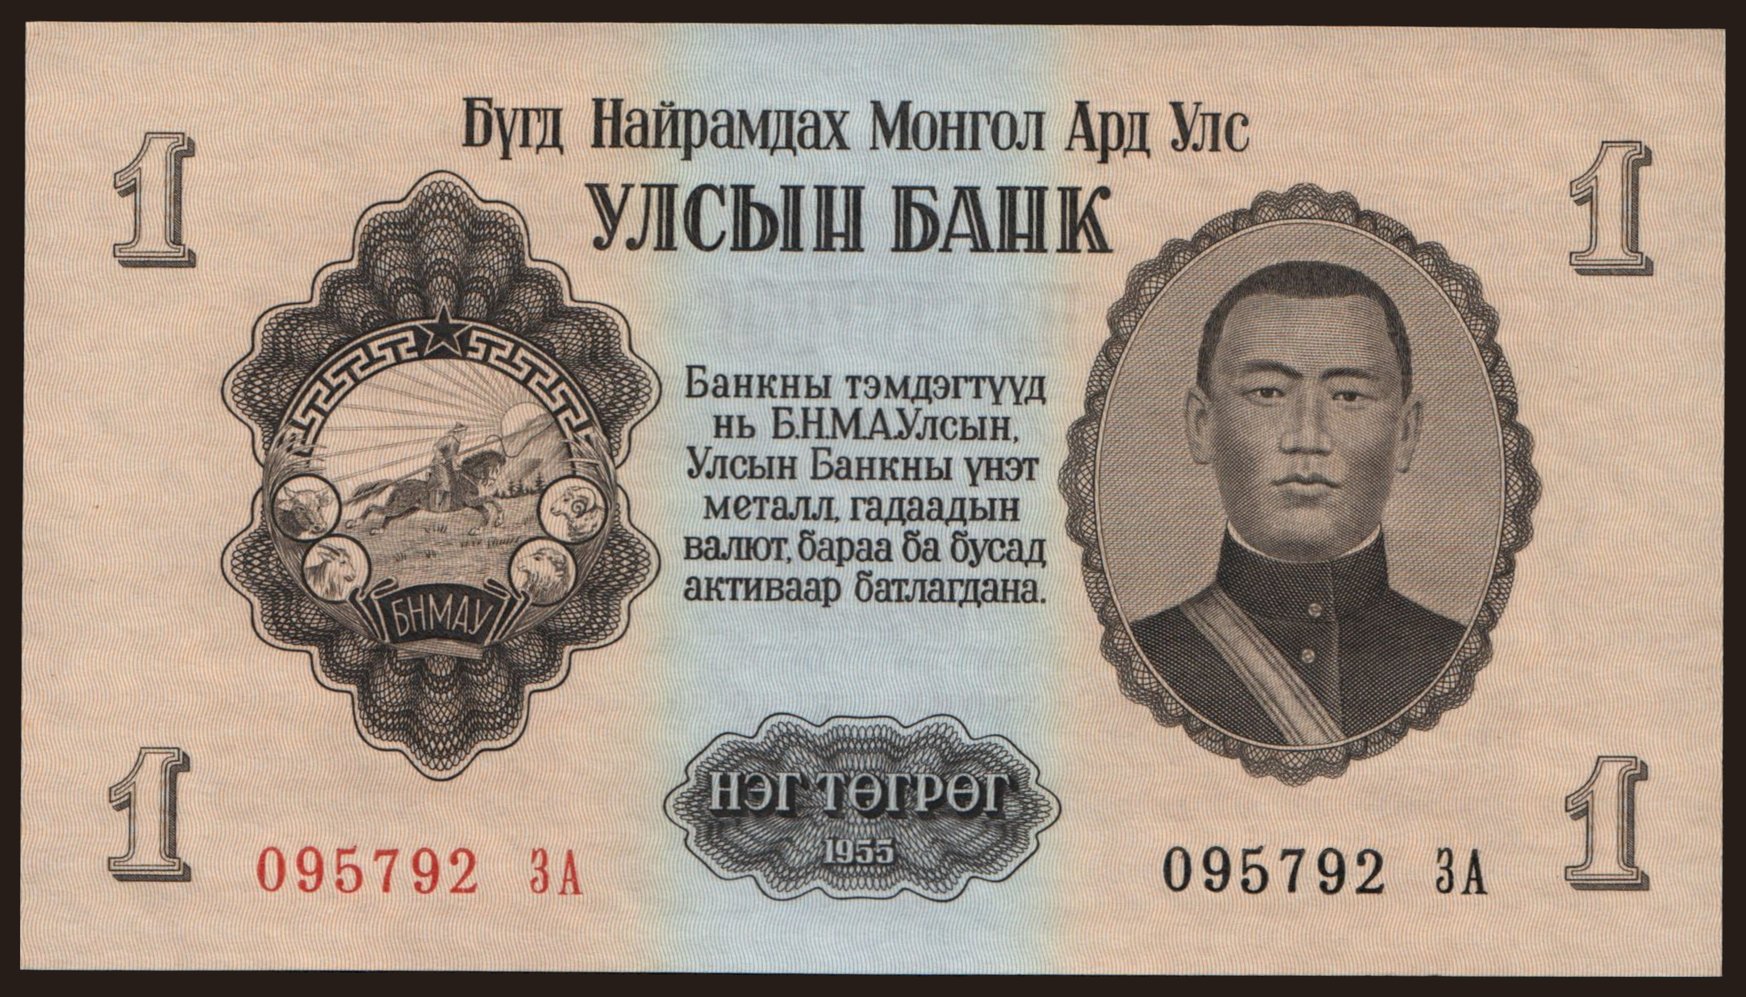 Бүгд Найрамдах Монгол Ард Улс
УЛСЫН БАНК
1
1
Банкны тэмдэгтүүд
нь Б.Н.М.А.Улсын,
Улсын Банкны үнэт
металл, гадаадын
валют, бараа ба бусад
активаар батлагдана.
БНМАУ
НЭГ ТӨГРӨГ
1955
1
1
095792 ЗА
095792 ЗА